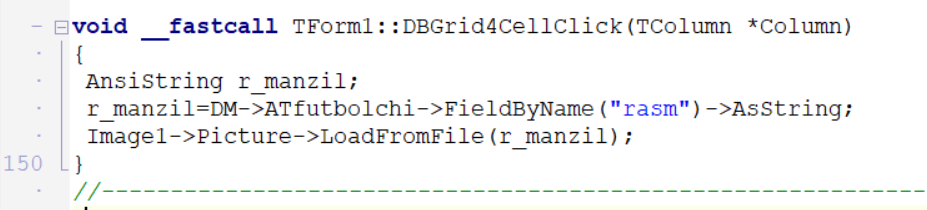 void __fastcall TForm1::DBGrid4CellClick(TColumn *Column)
{
AnsiString r_manzil;
r_manzil=DM->ATfutbolchi->FieldByName("rasm")->AsString;
Image1->Picture->LoadFromFile(r_manzil);
150 }
//---------------------------------------------------------